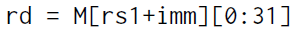 rd = M[rs1+imm][0:31]